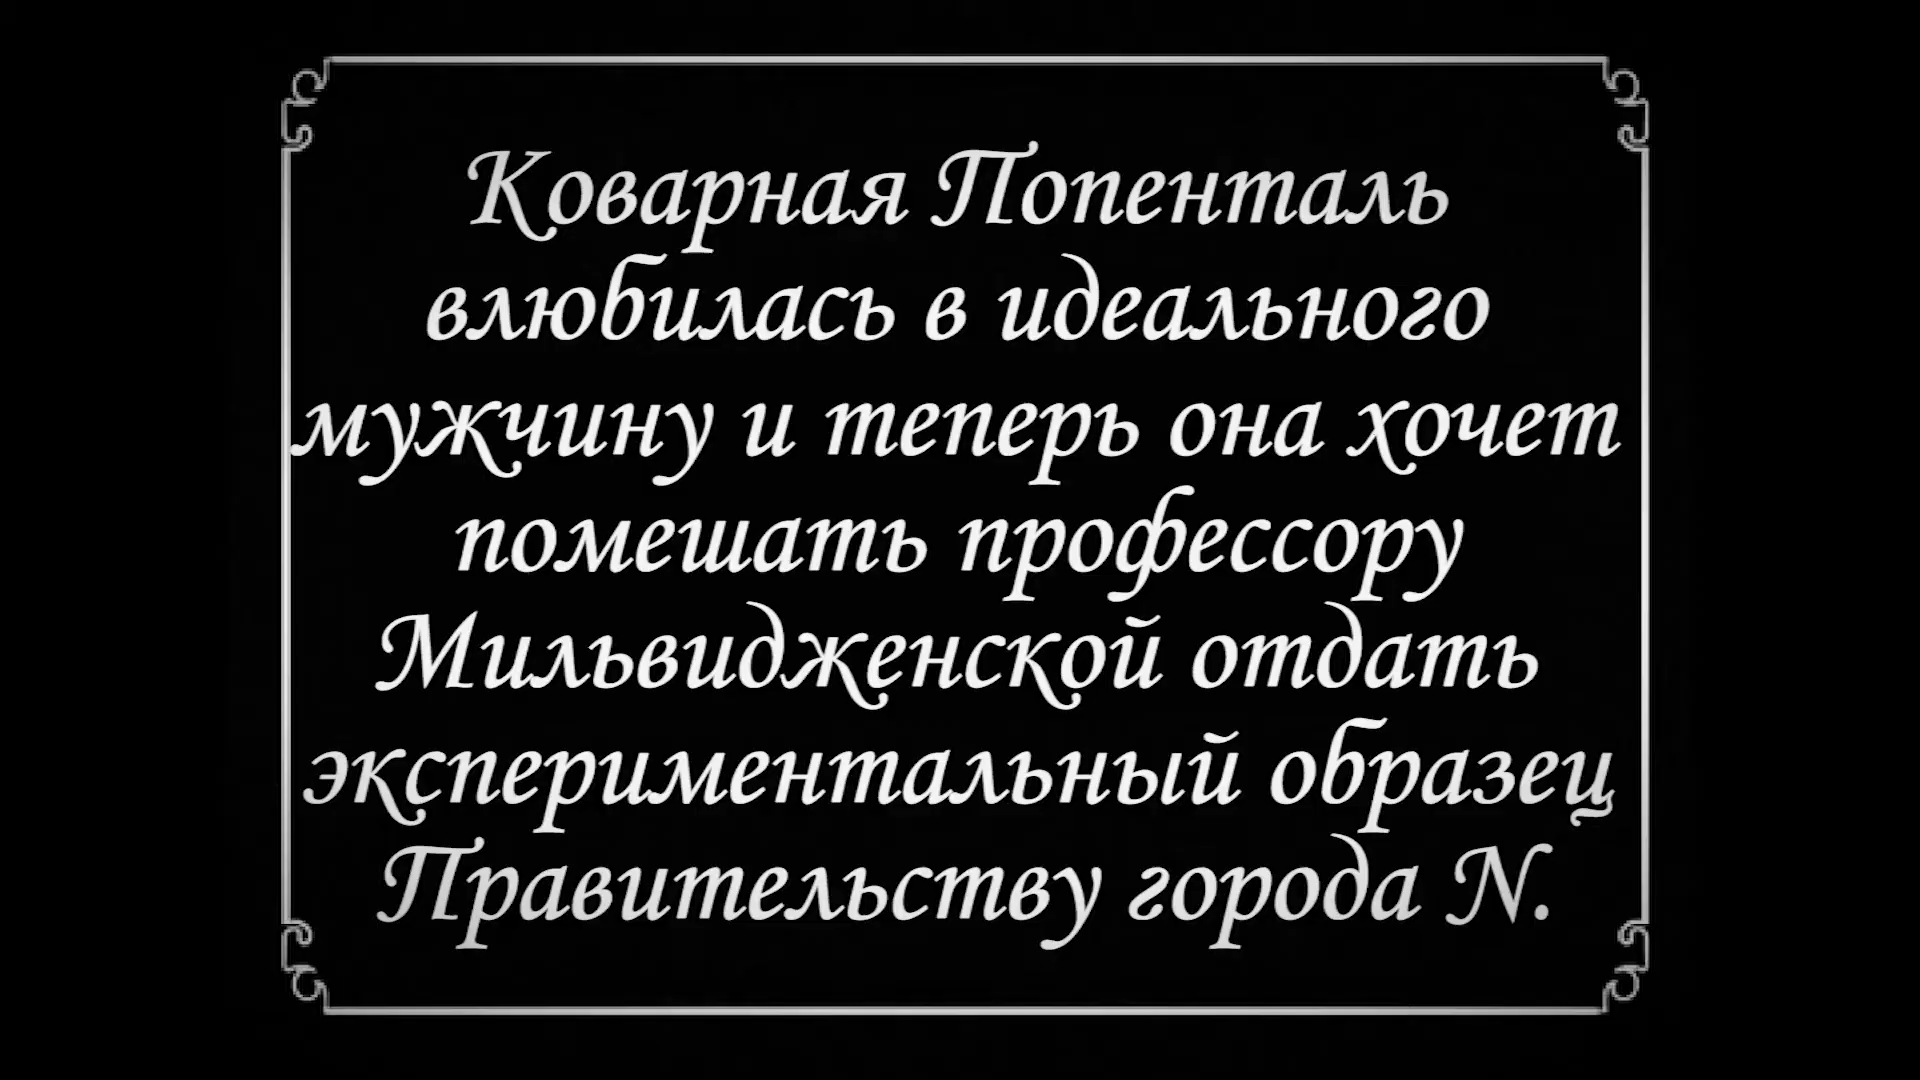 Коварная Попенталь
влюбилась в идеального
мужчину и теперь она хочет
помешать профессору
Мильвидженской отдать
экспериментальный образец
Правительству города N.